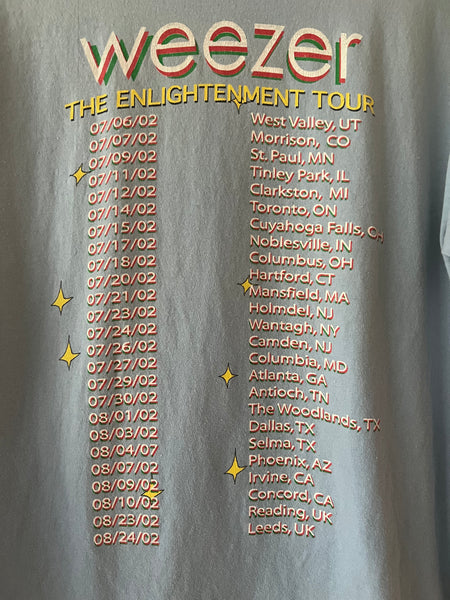 weezer
THE ENLIGHTENMENT TOUR
07/06/02 West Valley, UT
07/07/02 Morrison, CO
07/09/02 St. Paul, MN
07/11/02 Tinley Park, IL
07/12/02 Clarkston, MI
07/14/02 Toronto, ON
07/15/02 Cuyahoga Falls, OH
07/17/02 Noblesville, IN
07/18/02 Columbus, OH
07/20/02 Hartford, CT
07/21/02 Mansfield, MA
07/23/02 Holmdel, NJ
07/24/02 Wantagh, NY
07/26/02 Camden, NJ
07/27/02 Columbia, MD
07/29/02 Atlanta, GA
07/30/02 Antioch, TN
08/01/02 The Woodlands, TX
08/03/02 Dallas, TX
08/04/07 Selma, TX
08/07/02 Phoenix, AZ
08/09/02 Irvine, CA
08/10/02 Concord, CA
08/23/02 Reading, UK
08/24/02 Leeds, UK